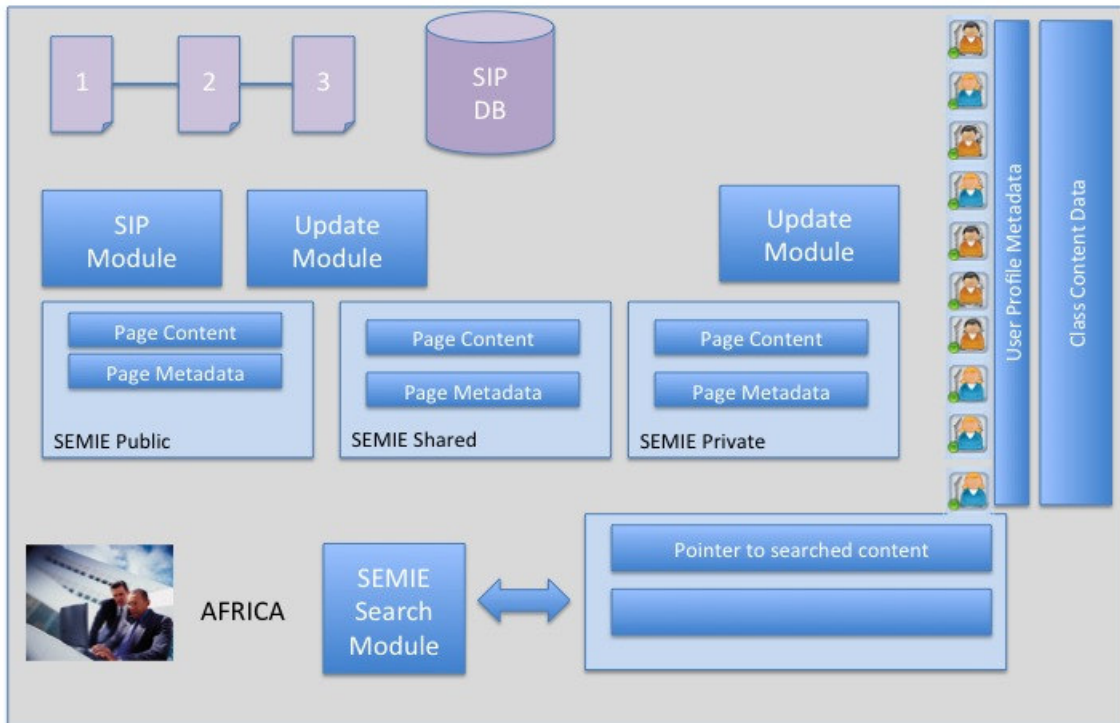 1
2
3
SIP
DB
SIP
Module
Update
Module
Update
Module
Page Content
Page Metadata
SEMIE Public
Page Content
Page Metadata
SEMIE Shared
Page Content
Page Metadata
SEMIE Private
User Profile Metadata
Class Content Data
AFRICA
SEMIE
Search
Module
Pointer to searched content